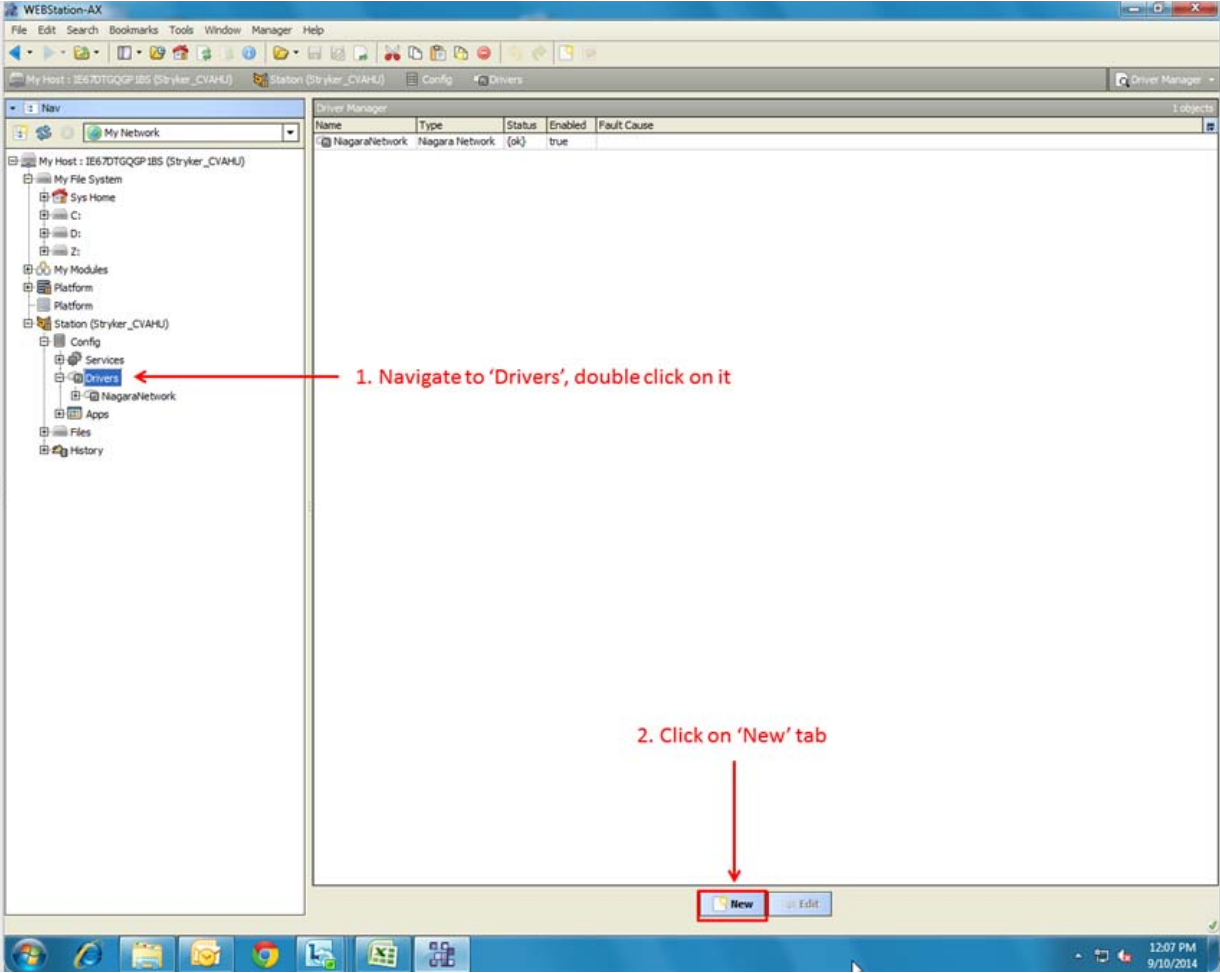 WEBStation-AX
File Edit Search Bookmarks Tools Window Manager Help
My Host : IE67DTGQGP1BS (Stryker_CVAHU) Station (Stryker_CVAHU) Config Drivers Driver Manager
Nav
My Network
My Host : IE67DTGQGP1BS (Stryker_CVAHU)
My File System
Sys Home
C:
D:
Z:
My Modules
Platform
Platform
Station (Stryker_CVAHU)
Config
Services
Drivers
NiagaraNetwork
Apps
Files
History
Driver Manager 1 objects
Name Type Status Enabled Fault Cause
NiagaraNetwork Niagara Network {ok} true
1. Navigate to ‘Drivers’, double click on it
2. Click on ‘New’ tab
New Edit
12:07 PM
9/10/2014